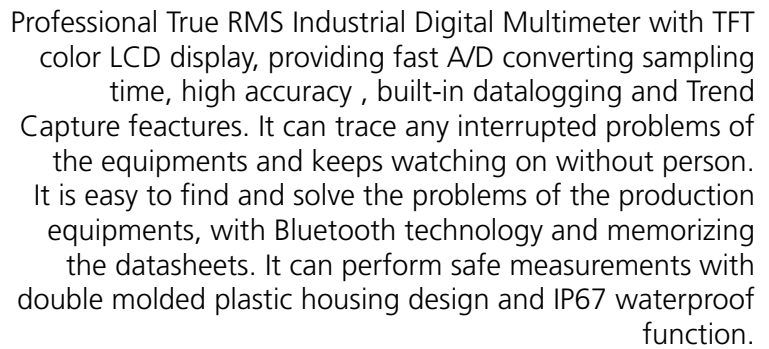 Professional True RMS Industrial Digital Multimeter with TFT
color LCD display, providing fast A/D converting sampling
time, high accuracy , built-in datalogging and Trend
Capture feactures. It can trace any interrupted problems of
the equipments and keeps watching on without person.
It is easy to find and solve the problems of the production
equipments, with Bluetooth technology and memorizing
the datasheets. It can perform safe measurements with
double molded plastic housing design and IP67 waterproof
function.